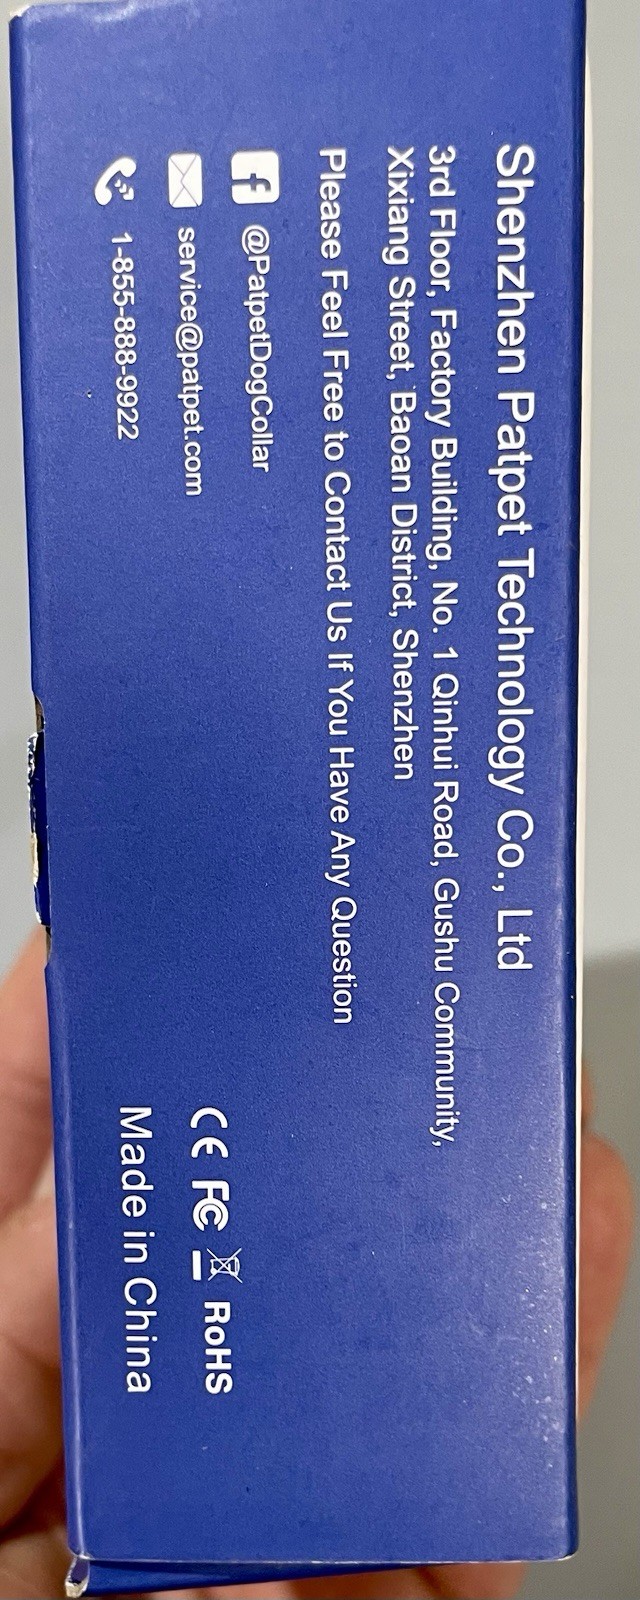 Shenzhen Patpet Technology Co., Ltd
3rd Floor, Factory Building, No. 1 Qinhui Road, Gushu Community,
Xixiang Street, Baoan District, Shenzhen
Please Feel Free to Contact Us If You Have Any Question
@PatpetDogCollar
service@patpet.com
1-855-888-9922
CE FC RoHS
Made in China